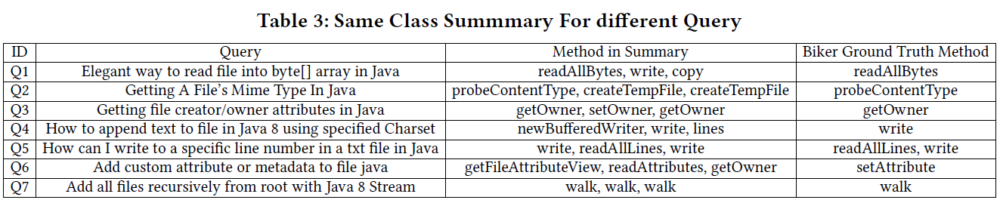 Table 3: Same Class Summmary For different Query
ID Query Method in Summary Biker Ground Truth Method
Q1 Elegant way to read file into byte[] array in Java readAllBytes, write, copy readAllBytes
Q2 Getting A File's Mime Type In Java probeContentType, createTempFile, createTempFile probeContentType
Q3 Getting file creator/owner attributes in Java getOwner, setOwner, getOwner getOwner
Q4 How to append text to file in Java 8 using specified Charset newBufferedWriter, write, lines write
Q5 How can I write to a specific line number in a txt file in Java write, readAllLines, write readAllLines, write
Q6 Add custom attribute or metadata to file java getFileAttributeView, readAttributes, getOwner setAttribute
Q7 Add all files recursively from root with Java 8 Stream walk, walk, walk walk